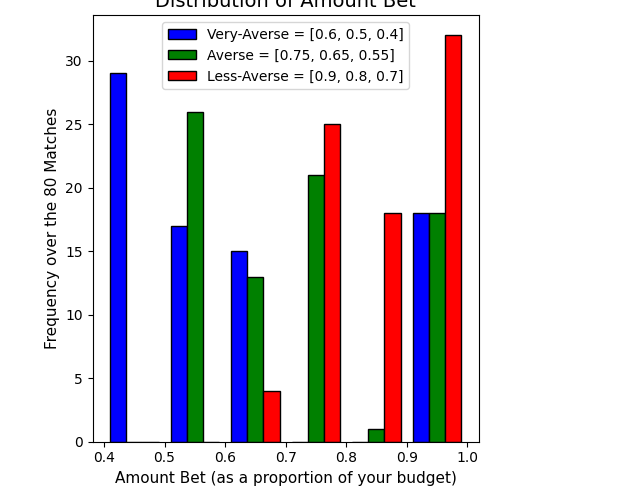 Distribution of Amount Bet
Very-Averse = [0.6, 0.5, 0.4]
Averse = [0.75, 0.65, 0.55]
Less-Averse = [0.9, 0.8, 0.7]
Frequency over the 80 Matches
30
25
20
15
10
5
0
0.4 0.5 0.6 0.7 0.8 0.9 1.0
Amount Bet (as a proportion of your budget)